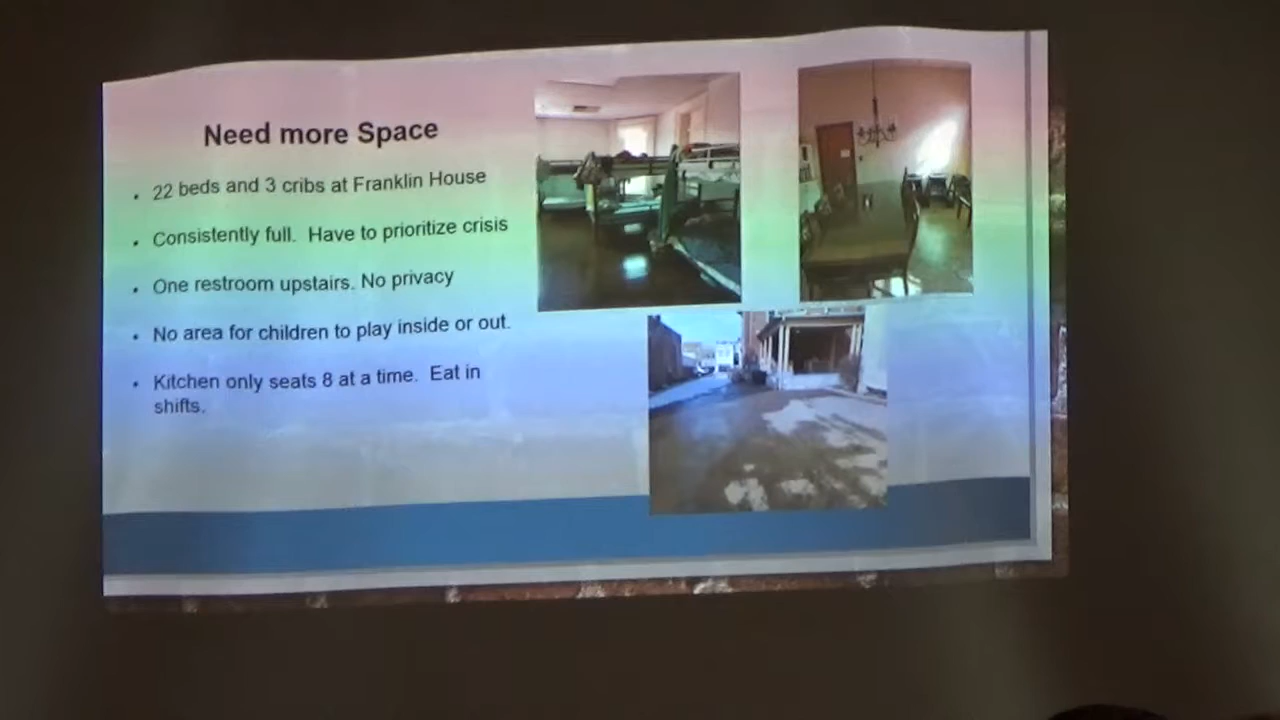 Need more Space
• 22 beds and 3 cribs at Franklin House
• Consistently full. Have to prioritize crisis
• One restroom upstairs. No privacy
• No area for children to play inside or out.
• Kitchen only seats 8 at a time. Eat in
shifts.